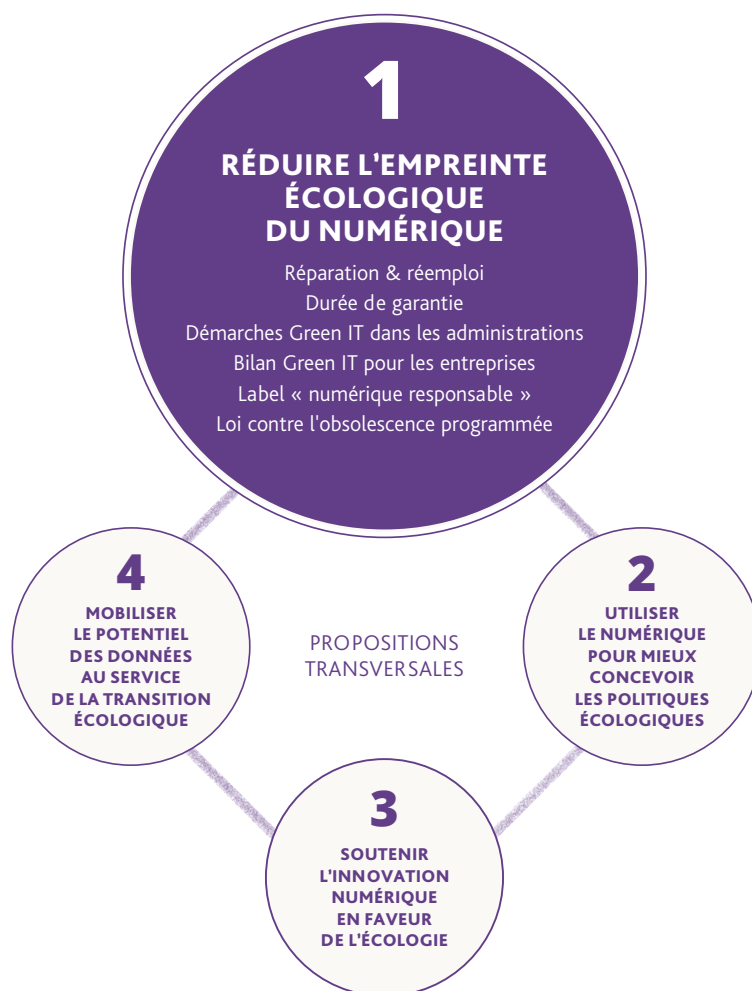 1
RÉDUIRE L'EMPREINTE
ÉCOLOGIQUE
DU NUMÉRIQUE
Réparation & réemploi
Durée de garantie
Démarches Green IT dans les administrations
Bilan Green IT pour les entreprises
Label « numérique responsable »
Loi contre l'obsolescence programmée
4
MOBILISER
LE POTENTIEL
DES DONNÉES
AU SERVICE
DE LA TRANSITION
ÉCOLOGIQUE
PROPOSITIONS
TRANSVERSALES
2
UTILISER
LE NUMÉRIQUE
POUR MIEUX
CONCEVOIR
LES POLITIQUES
ÉCOLOGIQUES
3
SOUTENIR
L'INNOVATION
NUMÉRIQUE
EN FAVEUR
DE L'ÉCOLOGIE